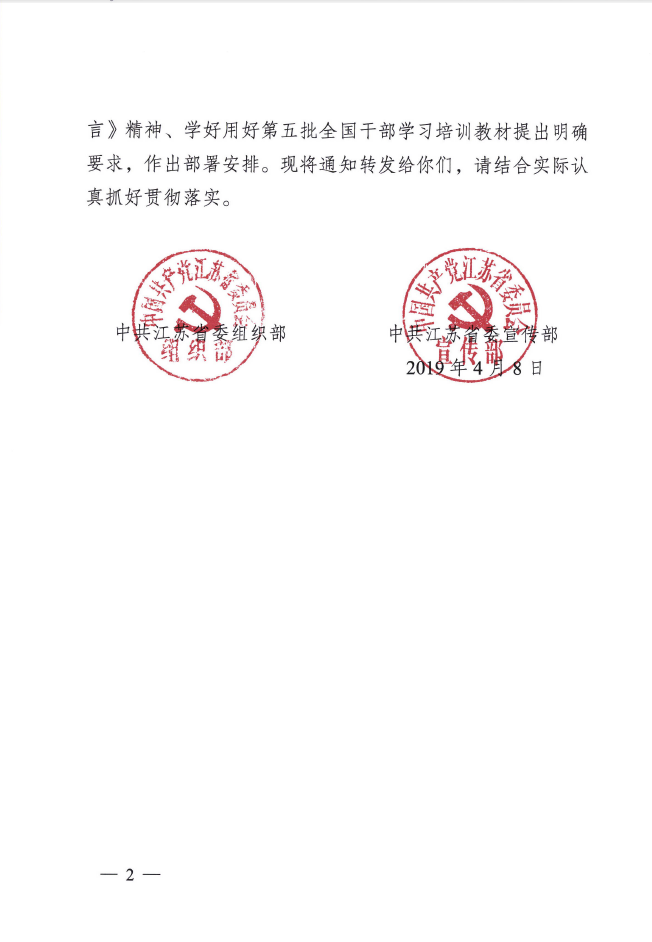 言》精神、学好用好第五批全国干部学习培训教材提出明确
要求，作出部署安排。现将通知转发给你们，请结合实际认
真抓好贯彻落实。
中国共产党江苏省委员会
组织部
中共江苏省委组织部
中国共产党江苏省委员会
宣传部
中共江苏省委宣传部
2019 年 4 月 8 日
— 2 —